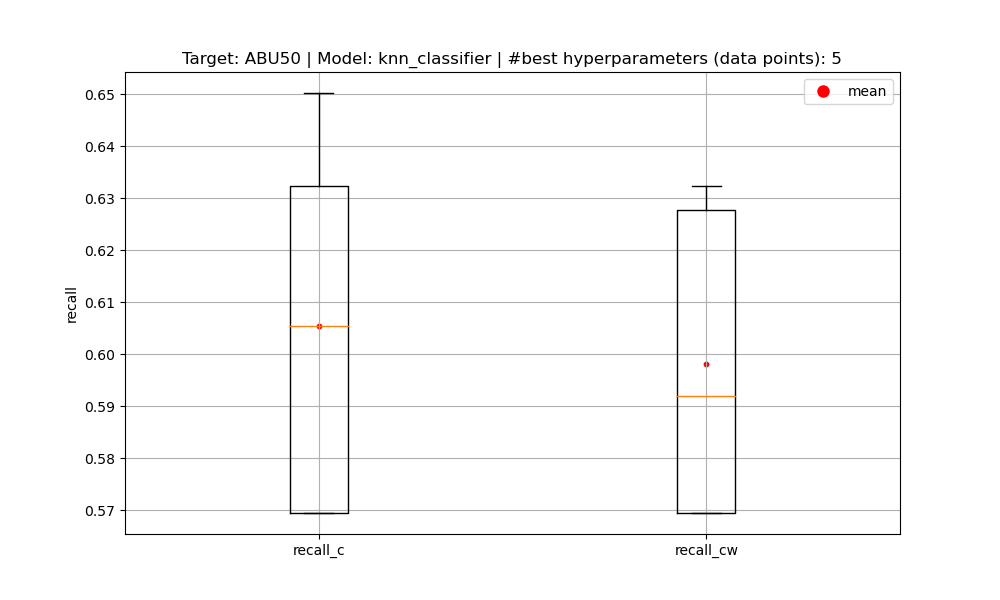 Target: ABU50 | Model: knn_classifier | #best hyperparameters (data points): 5
mean
0.65
0.64
0.63
0.62
0.61
0.60
0.59
0.58
0.57
recall
recall_c
recall_cw